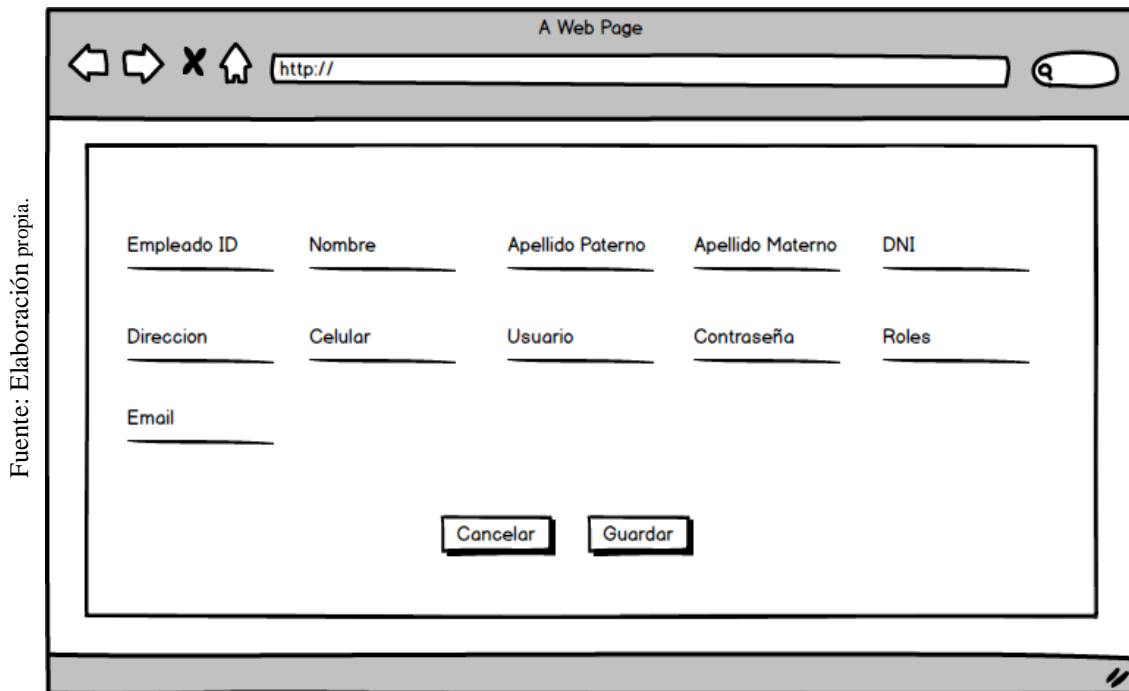 A Web Page
http://
Fuente: Elaboración propia.
Empleado ID Nombre Apellido Paterno Apellido Materno DNI
Direccion Celular Usuario Contraseña Roles
Email
Cancelar Guardar